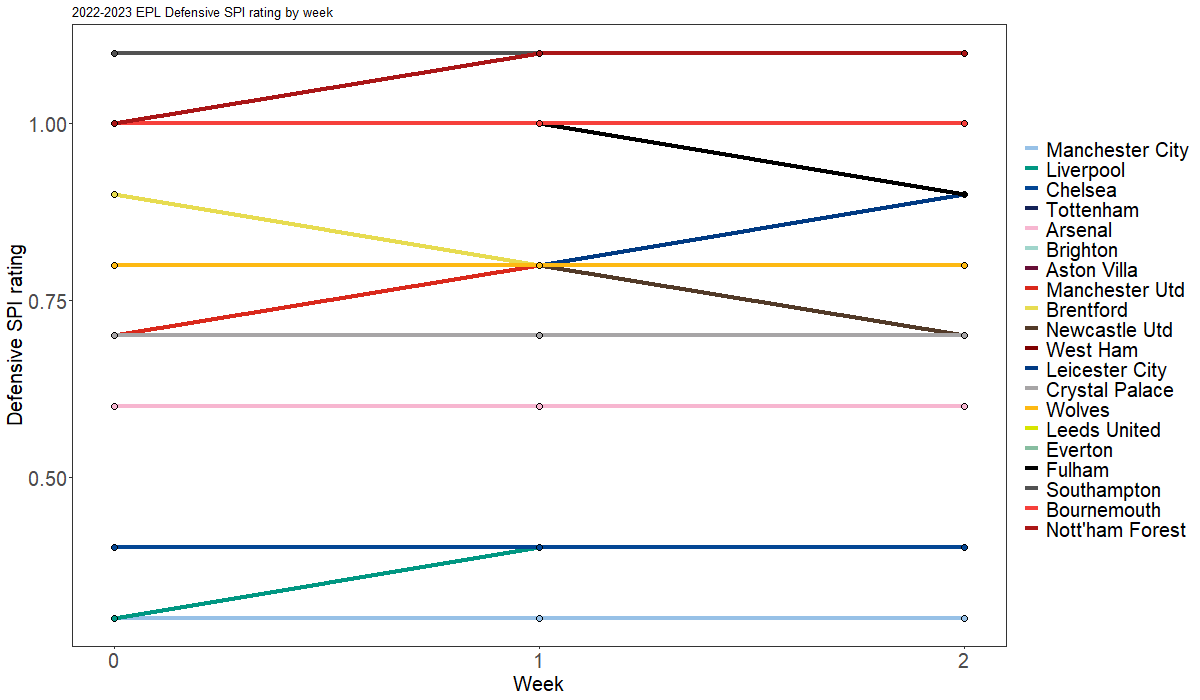 2022-2023 EPL Defensive SPI rating by week
Defensive SPI rating
1.00
0.75
0.50
0
1
2
Week
Manchester City
Liverpool
Chelsea
Tottenham
Arsenal
Brighton
Aston Villa
Manchester Utd
Brentford
Newcastle Utd
West Ham
Leicester City
Crystal Palace
Wolves
Leeds United
Everton
Fulham
Southampton
Bournemouth
Nott'ham Forest